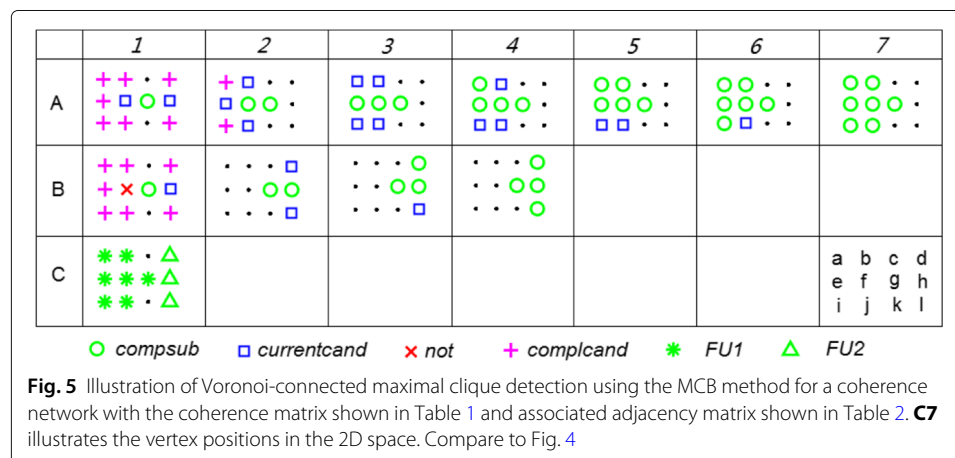 1 2 3 4 5 6 7
A
B
C
a b c d
e f g h
i j k l
compsub currentcand not complcand FU1 FU2
Fig. 5 Illustration of Voronoi-connected maximal clique detection using the MCB method for a coherence
network with the coherence matrix shown in Table 1 and associated adjacency matrix shown in Table 2. C7
illustrates the vertex positions in the 2D space. Compare to Fig. 4